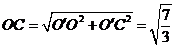 OC = √(O'O² + O'C²) = √(7/3)